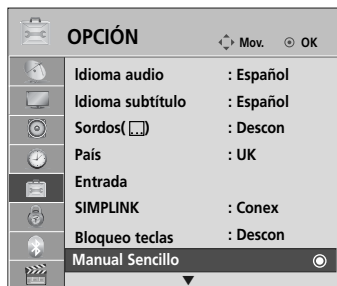 OPCIÓN Mov. OK
Idioma audio : Español
Idioma subtítulo : Español
Sordos( ) : Descon
País : UK
Entrada
SIMPLINK : Conex
Bloqueo teclas : Descon
Manual Sencillo